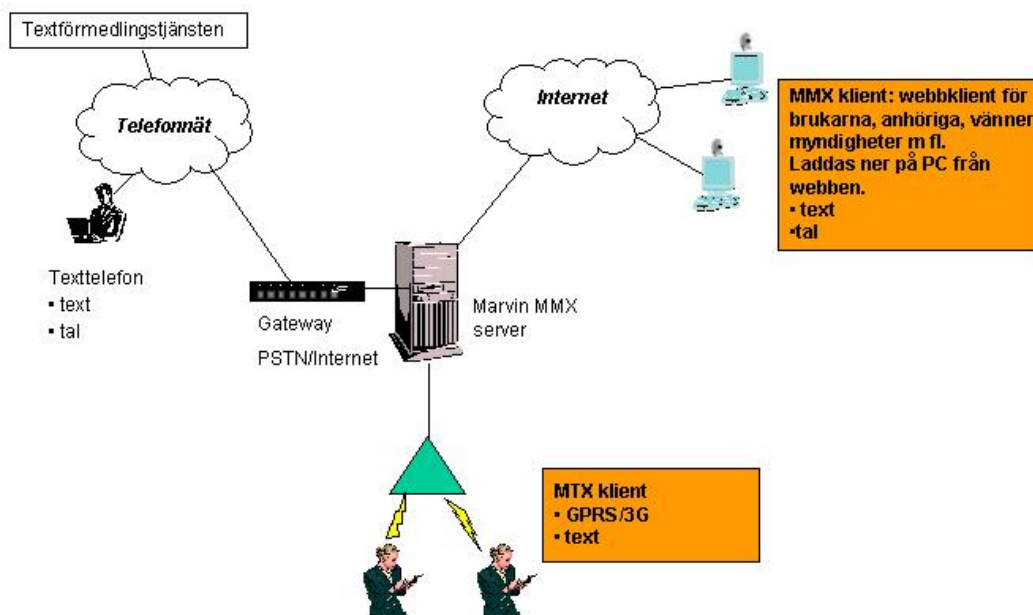 Textförmedlingstjänsten
Telefonnät
Internet
MMX klient: webbklient för
brukarna, anhöriga, vänner
myndigheter m fl.
Laddas ner på PC från
webben.
▪ text
▪tal
Texttelefon
▪ text
▪ tal
Gateway
PSTN/Internet
Marvin MMX
server
MTX klient
▪ GPRS/3G
▪ text